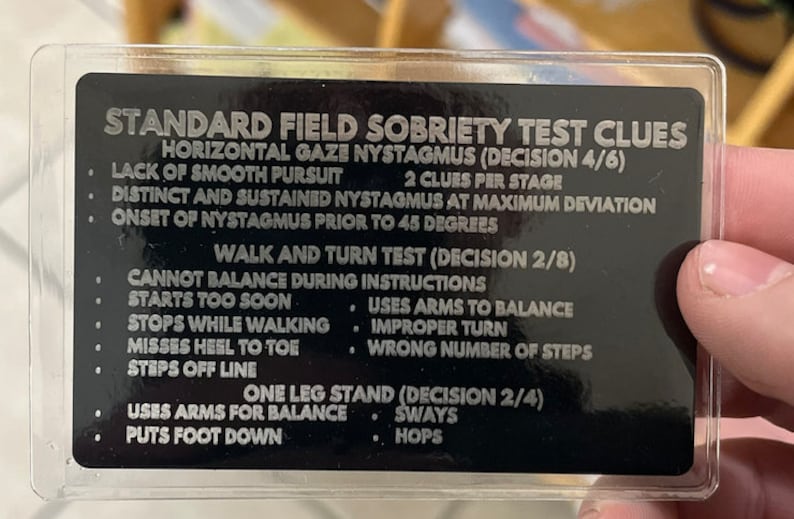 STANDARD FIELD SOBRIETY TEST CLUES
HORIZONTAL GAZE NYSTAGMUS (DECISION 4/6)
• LACK OF SMOOTH PURSUIT 2 CLUES PER STAGE
• DISTINCT AND SUSTAINED NYSTAGMUS AT MAXIMUM DEVIATION
• ONSET OF NYSTAGMUS PRIOR TO 45 DEGREES
WALK AND TURN TEST (DECISION 2/8)
• CANNOT BALANCE DURING INSTRUCTIONS
• STARTS TOO SOON • USES ARMS TO BALANCE
• STOPS WHILE WALKING • IMPROPER TURN
• MISSES HEEL TO TOE • WRONG NUMBER OF STEPS
• STEPS OFF LINE
ONE LEG STAND (DECISION 2/4)
• USES ARMS FOR BALANCE • SWAYS
• PUTS FOOT DOWN • HOPS